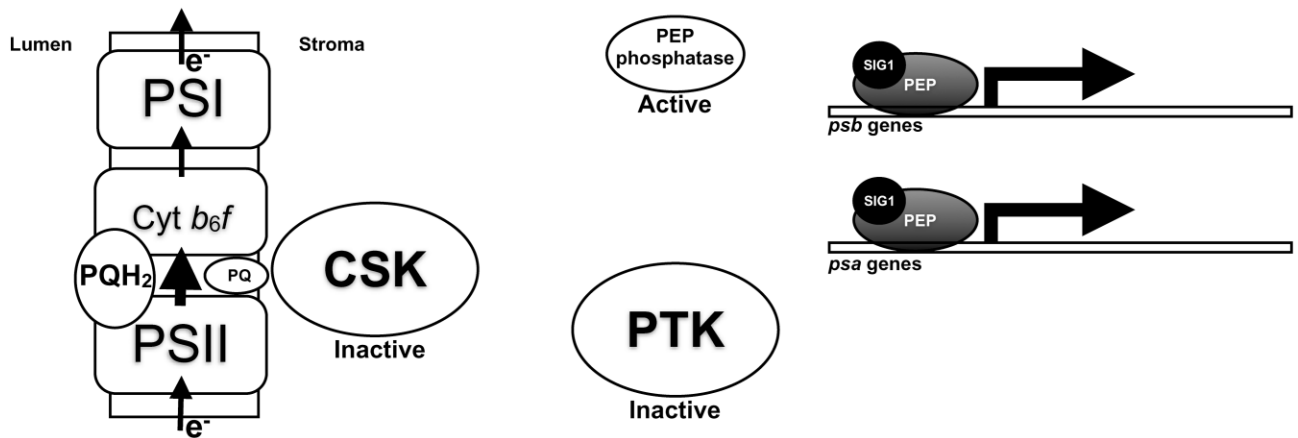 Lumen
Stroma
e-
PSI
Cyt b6f
PQH2
PQ
PSII
e-
CSK
Inactive
PEP
phosphatase
Active
PTK
Inactive
SIG1
PEP
psb genes
SIG1
PEP
psa genes